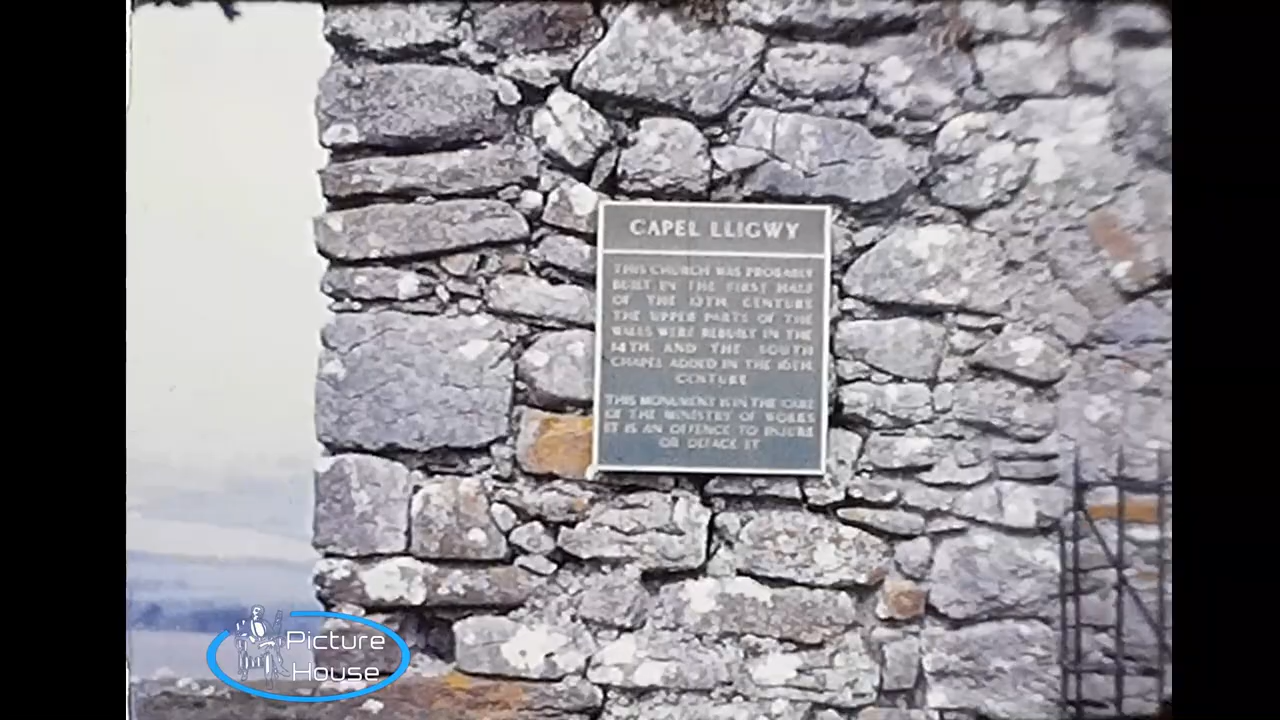 CAPEL LLIGWY
THIS CHURCH WAS PROBABLY
BUILT IN THE FIRST HALF
OF THE 12TH CENTURY
THE UPPER PARTS OF THE
WALLS WERE REBUILT IN THE
14TH AND THE SOUTH
CHAPEL ADDED IN THE 16TH
CENTURY
THIS MONUMENT IS IN THE CARE
OF THE MINISTRY OF WORKS
IT IS AN OFFENCE TO INJURE
OR DEFACE IT
Picture
House